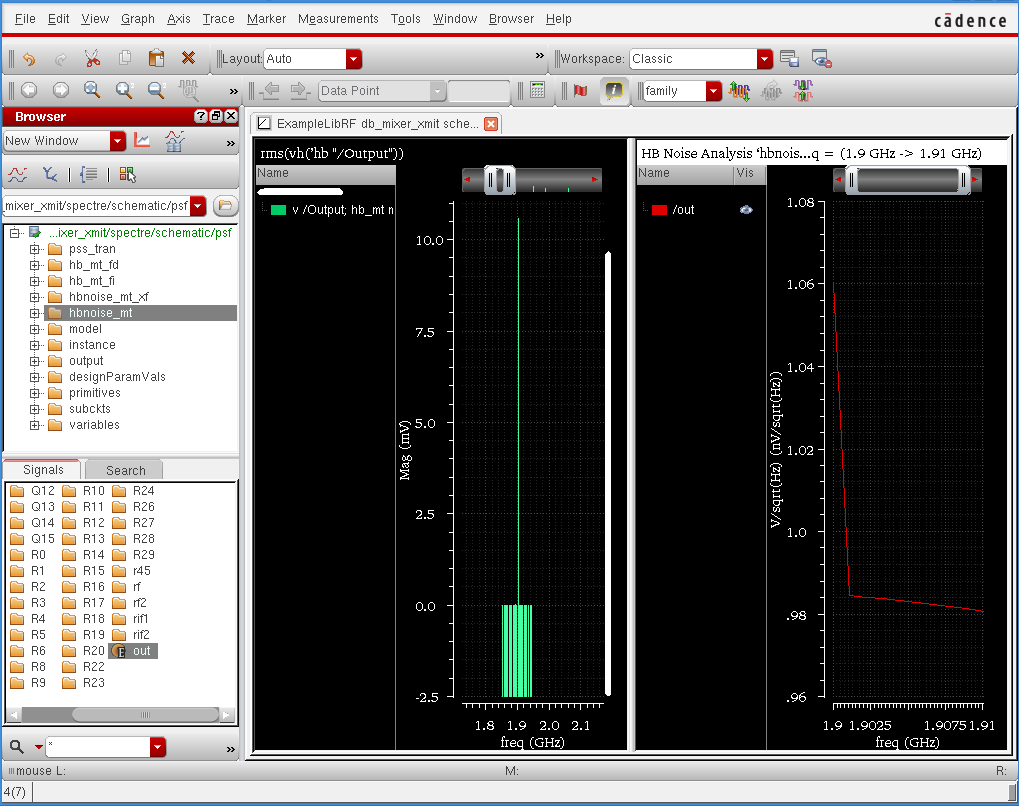 File Edit View Graph Axis Trace Marker Measurements Tools Window Browser Help
cādence
Layout: Auto » Workspace: Classic
» Data Point family
Browser
New Window »
mixer_xmit/spectre/schematic/psf
...ixer_xmit/spectre/schematic/psf
pss_tran
hb_mt_fd
hb_mt_fi
hbnoise_mt_xf
hbnoise_mt
model
instance
output
designParamVals
primitives
subckts
variables
Signals Search
Q12 R10 R24
Q13 R11 R26
Q14 R12 R27
Q15 R13 R28
R0 R14 R29
R1 R15 r45
R2 R16 rf
R3 R17 rf2
R4 R18 rif1
R5 R19 rif2
R6 R20 out
R8 R22
R9 R23
* »
ExampleLibRF db_mixer_xmit sche...
rms(vh('hb "/Output"))
Name
v /Output; hb_mt n
10.0
7.5
5.0
2.5
0.0
-2.5
Mag (mV)
1.8 1.9 2.0 2.1
freq (GHz)
HB Noise Analysis 'hbnois...q = (1.9 GHz -> 1.91 GHz)
Name Vis
/out
1.08
1.06
1.04
1.02
1.0
.98
.96
V/sqrt(Hz) (nV/sqrt(Hz))
1.9 1.9025 1.9075 1.91
freq (GHz)
mouse L: M: R:
4(7)